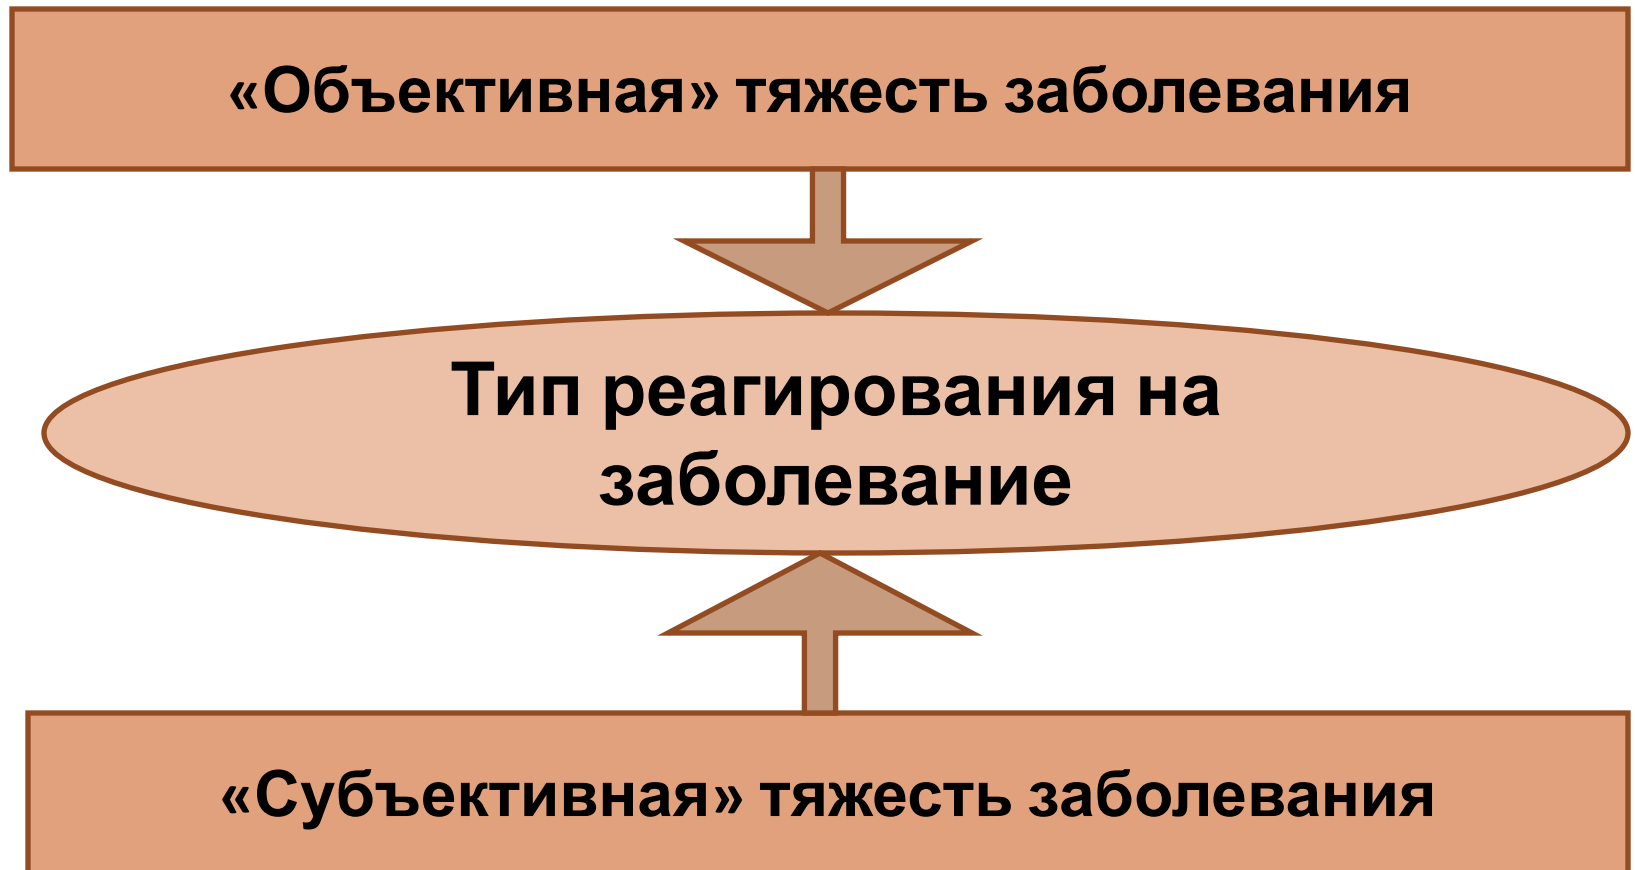 «Объективная» тяжесть заболевания
Тип реагирования на
заболевание
«Субъективная» тяжесть заболевания